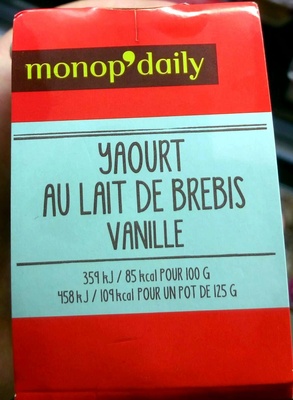 monop'daily
YAOURT
AU LAIT DE BREBIS
VANILLE
359 kJ / 85 kcal POUR 100 G
458 kJ / 109 kcal POUR UN POT DE 125 G